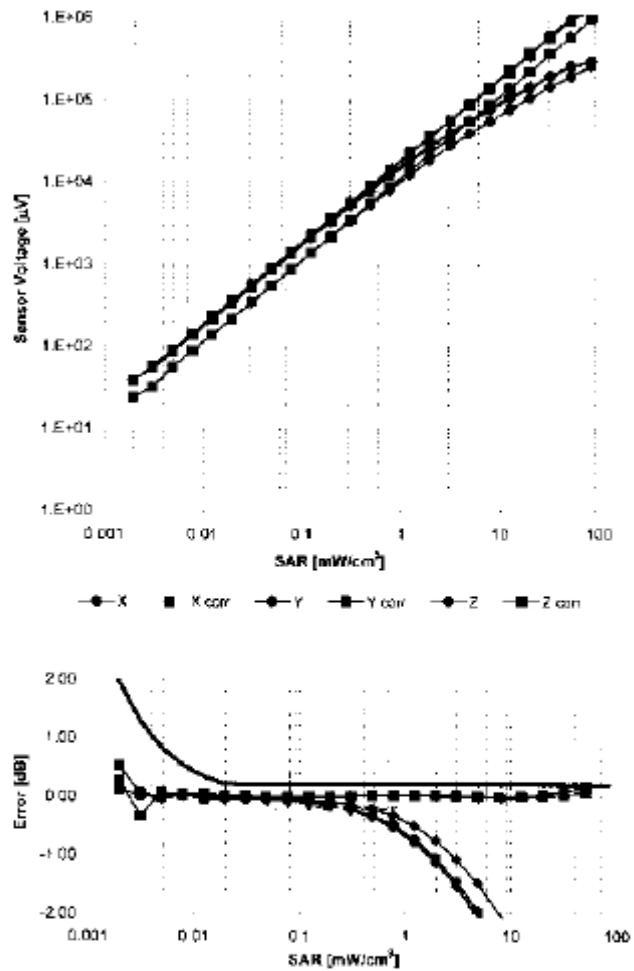 1.E+06
1.E+05
1.E+04
1.E+03
1.E+02
1.E+01
1.E+00
Sensor Voltage [µV]
0.001 0.01 0.1 1 10 100
SAR [mW/cm³]
X X corr Y Y corr Z Z corr
2.00
1.00
0.00
-1.00
-2.00
Error [dB]
0.001 0.01 0.1 1 10 100
SAR [mW/cm³]